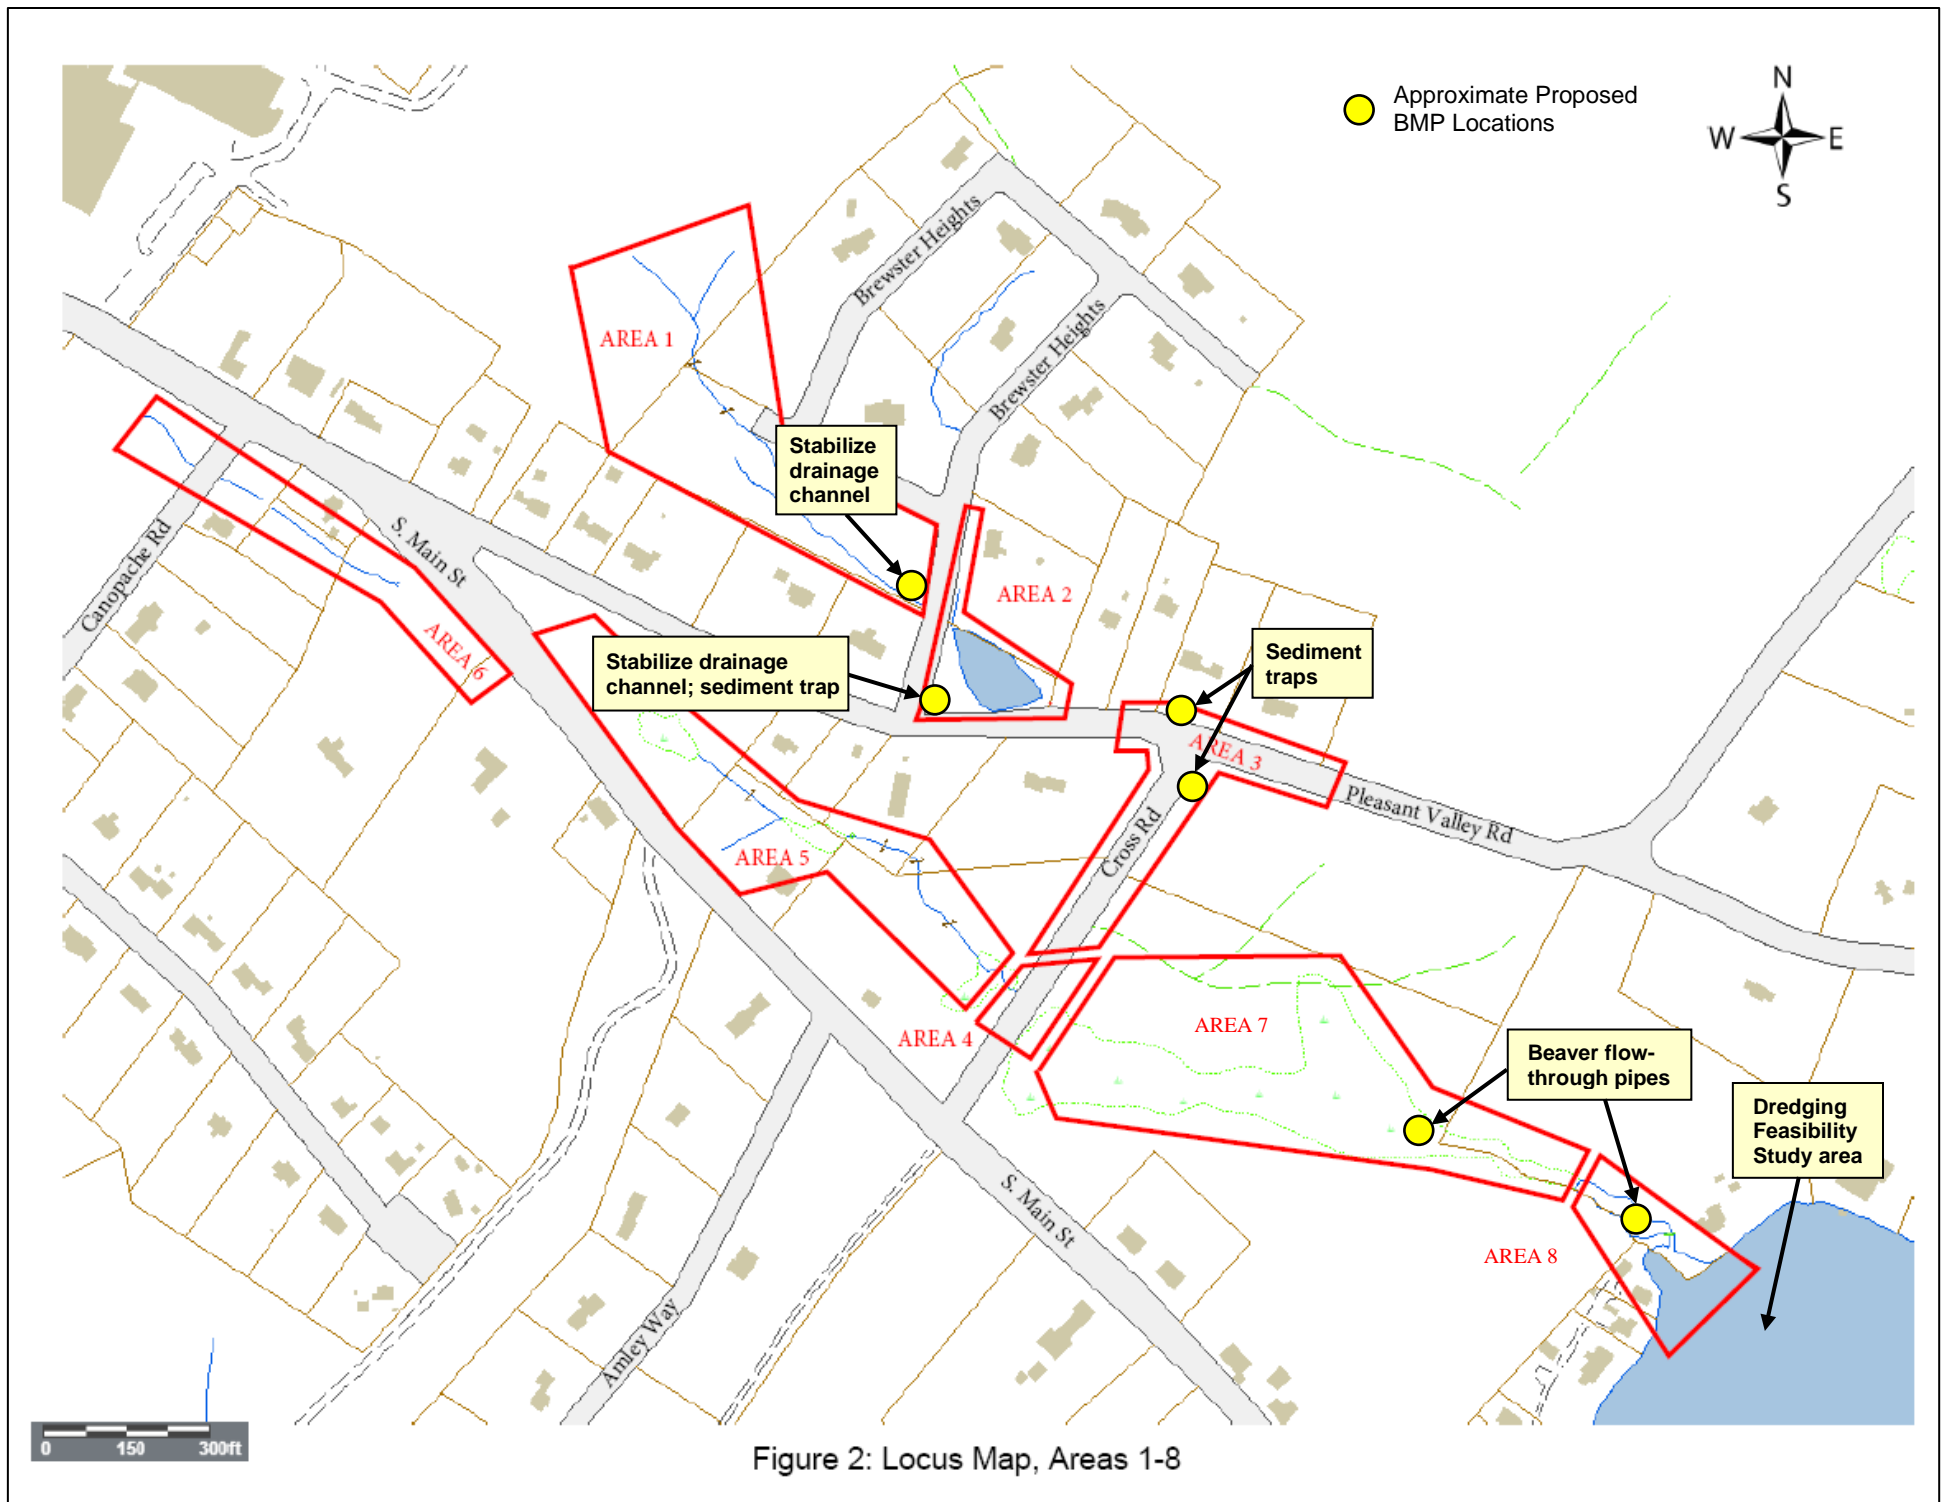 Approximate Proposed
BMP Locations
N
W
E
S
Brewster Heights
AREA 1
Brewster Heights
Stabilize
drainage
channel
S. Main St
Canopache Rd
AREA 2
AREA 6
Stabilize drainage
channel; sediment trap
Sediment
traps
AREA 3
Pleasant Valley Rd
Cross Rd
AREA 5
AREA 4
AREA 7
Beaver flow-
through pipes
Dredging
Feasibility
Study area
S. Main St
AREA 8
Amley Way
0 150 300ft
Figure 2: Locus Map, Areas 1-8